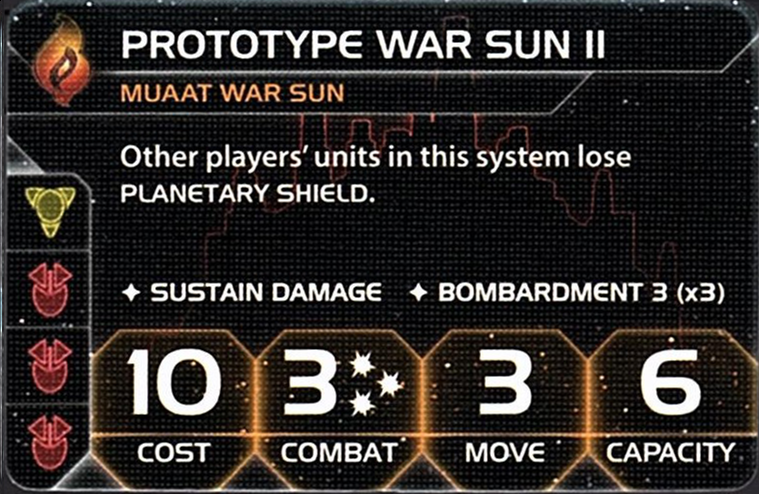 PROTOTYPE WAR SUN II
MUAAT WAR SUN
Other players' units in this system lose
PLANETARY SHIELD.
✦ SUSTAIN DAMAGE ✦ BOMBARDMENT 3 (x3)
10 3 3 6
COST COMBAT MOVE CAPACITY